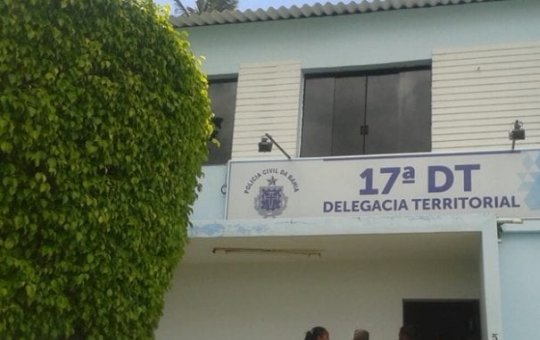 POLÍCIA CIVIL DA BAHIA
17ª DT
DELEGACIA TERRITORIAL